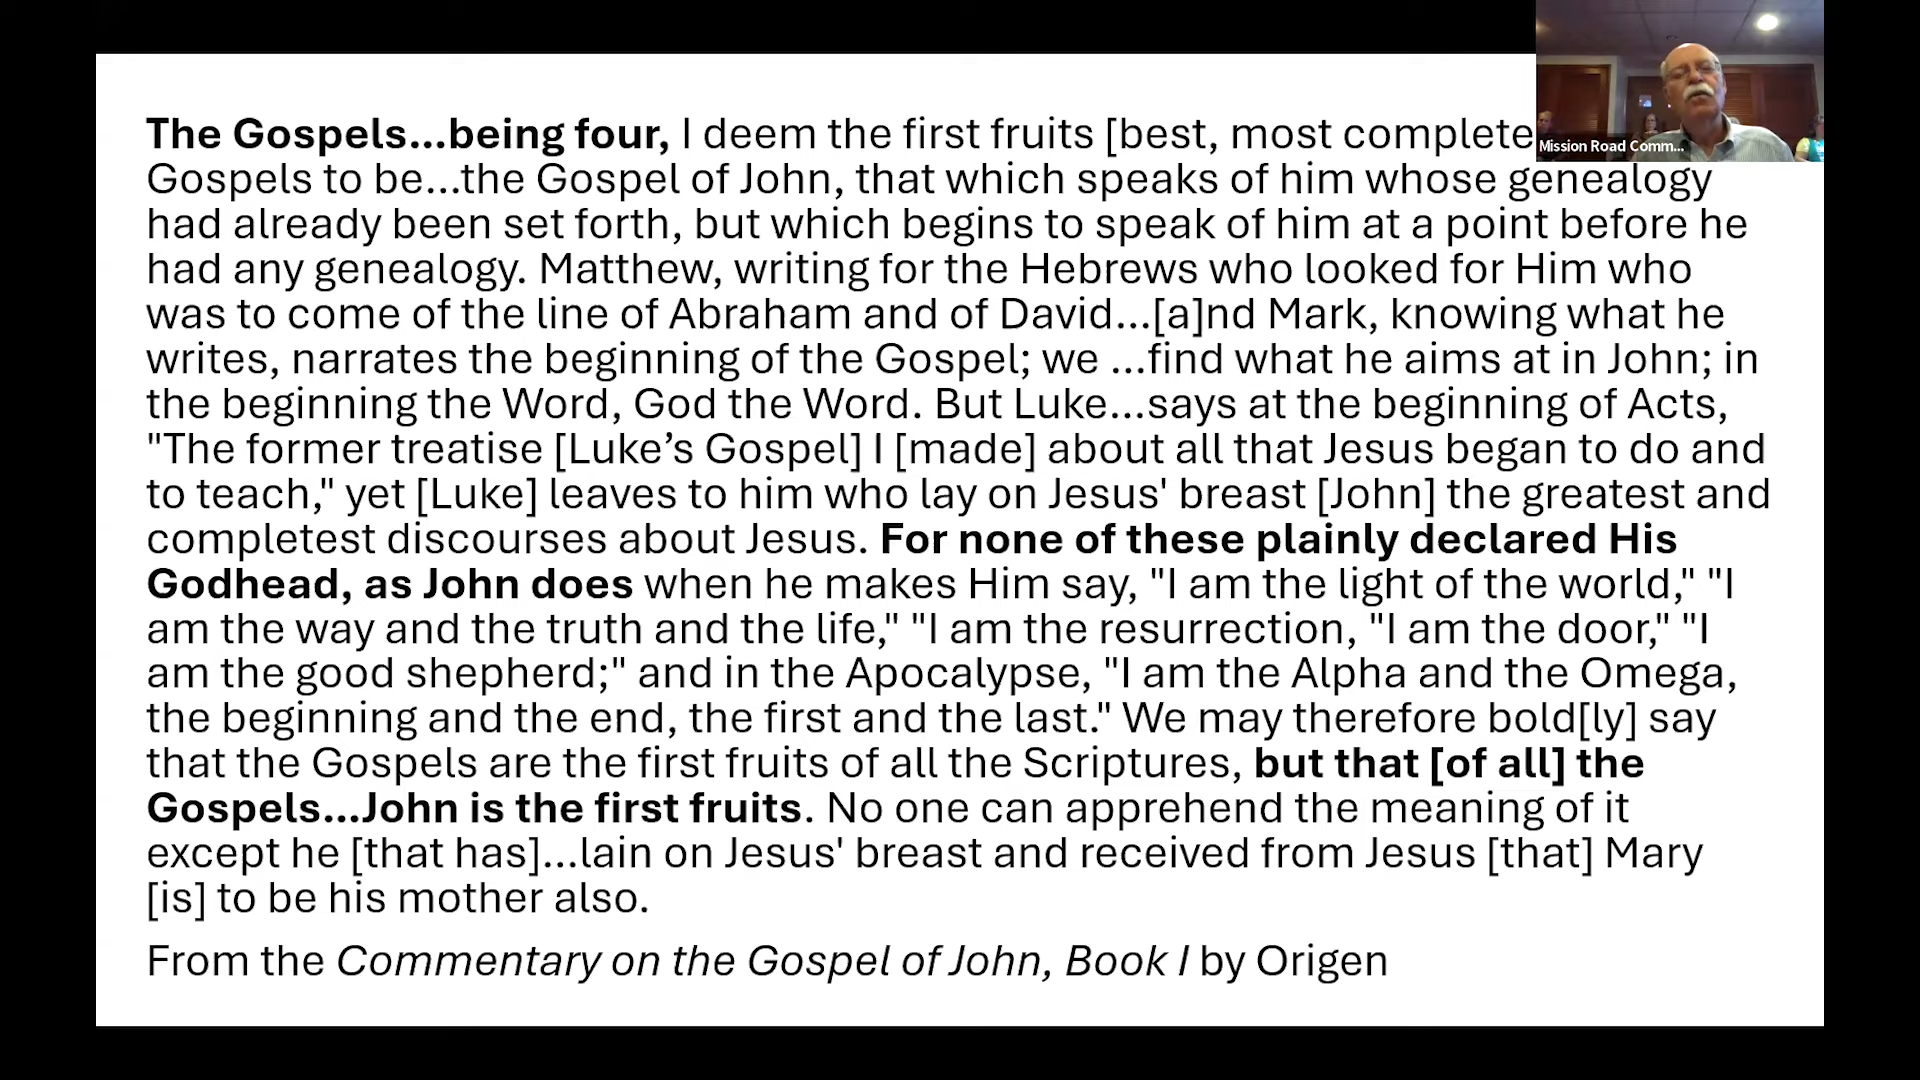 The Gospels...being four, I deem the first fruits [best, most complete
Gospels to be...the Gospel of John, that which speaks of him whose genealogy
had already been set forth, but which begins to speak of him at a point before he
had any genealogy. Matthew, writing for the Hebrews who looked for Him who
was to come of the line of Abraham and of David...[a]nd Mark, knowing what he
writes, narrates the beginning of the Gospel; we ...find what he aims at in John; in
the beginning the Word, God the Word. But Luke...says at the beginning of Acts,
"The former treatise [Luke’s Gospel] I [made] about all that Jesus began to do and
to teach," yet [Luke] leaves to him who lay on Jesus' breast [John] the greatest and
completest discourses about Jesus. For none of these plainly declared His
Godhead, as John does when he makes Him say, "I am the light of the world," "I
am the way and the truth and the life," "I am the resurrection, "I am the door," "I
am the good shepherd;" and in the Apocalypse, "I am the Alpha and the Omega,
the beginning and the end, the first and the last." We may therefore bold[ly] say
that the Gospels are the first fruits of all the Scriptures, but that [of all] the
Gospels...John is the first fruits. No one can apprehend the meaning of it
except he [that has]...lain on Jesus' breast and received from Jesus [that] Mary
[is] to be his mother also.
From the Commentary on the Gospel of John, Book I by Origen
Mission Road Comm...